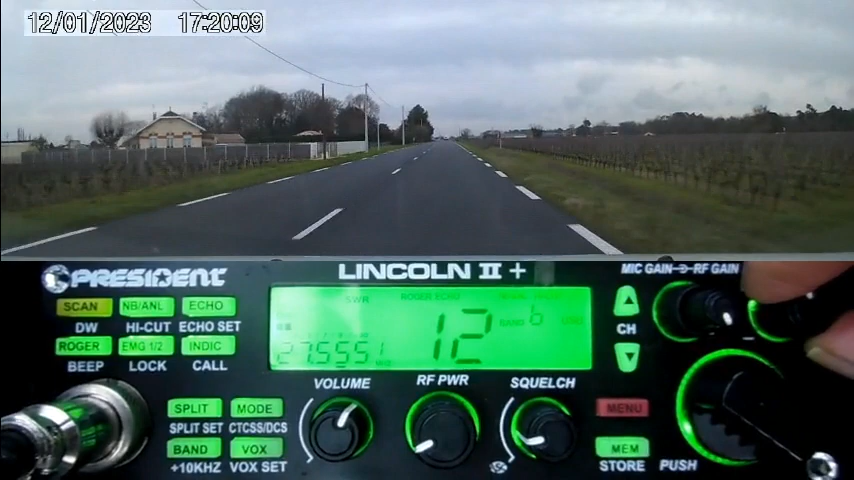 12/01/2023 17:20:09
PRESIDENT
LINCOLN II +
MIC GAIN RF GAIN
SCAN NB/ANL ECHO
DW HI-CUT ECHO SET
ROGER EMG 1/2 INDIC
BEEP LOCK CALL
SWR ROGER ECHO
12 BAND 6
27.555
CH
VOLUME RF PWR SQUELCH
SPLIT MODE
SPLIT SET CTCSS/DCS
BAND VOX
+10KHZ VOX SET
MENU
MEM
STORE PUSH